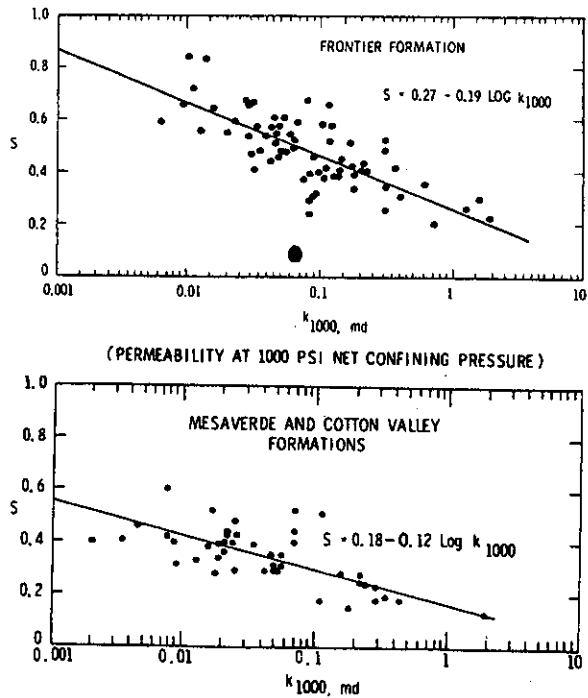 1.0
0.8
FRONTIER FORMATION
S = 0.27 - 0.19 LOG k1000
0.6
S
0.4
0.2
0
0.001 0.01 0.1 1 10
k1000, md
(PERMEABILITY AT 1000 PSI NET CONFINING PRESSURE)
1.0
MESAVERDE AND COTTON VALLEY
FORMATIONS
0.8
0.6
S
S = 0.18-0.12 Log k1000
0.4
0.2
0
0.001 0.01 0.1 1 10
k1000, md